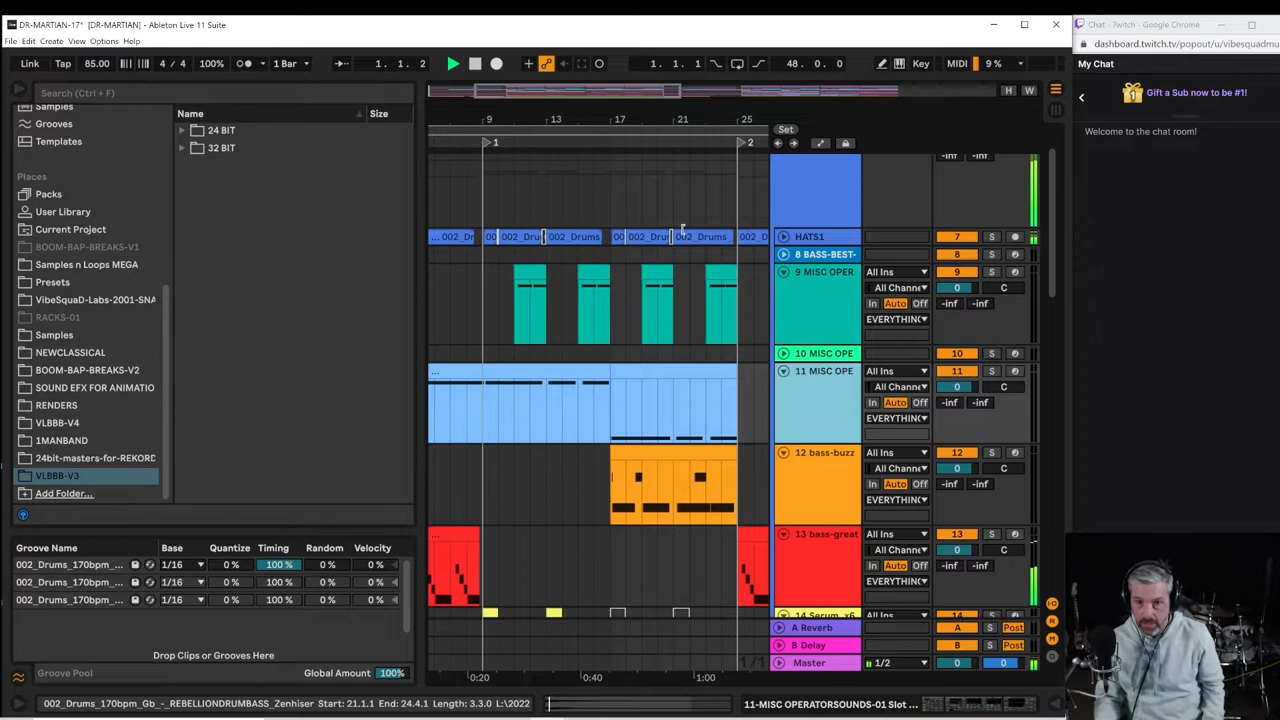 DR-MARTIAN-17* [DR-MARTIAN] - Ableton Live 11 Suite
Chat - Twitch - Google Chrome
File Edit Create View Options Help
dashboard.twitch.tv/popout/u/vibesquadmu
Link Tap 85.00 4 / 4 100% 1 Bar 1. 1. 2 1. 1. 1 48. 0. 0 Key MIDI 9 %
My Chat
Gift a Sub now to be #1!
Welcome to the chat room!
Search (Ctrl + F)
H W
Samples
Grooves
Templates
Places
Packs
User Library
Current Project
BOOM-BAP-BREAKS-V1
Samples n Loops MEGA
Presets
VibeSquaD-Labs-2001-SNA
RACKS-01
Samples
NEWCLASSICAL
BOOM-BAP-BREAKS-V2
SOUND EFX FOR ANIMATIO
RENDERS
VLBBB-V4
1MANBAND
24bit-masters-for-REKORD
VLBBB-V3
Add Folder...
Name Size
24 BIT
32 BIT
9 13 17 21 25
Set
1 2
-inf -inf
... 002_Dr 00 002_Dru 002_Drums 00 002_Drur 002_Drums 002_D
HATS1 7 S
8 BASS-BEST- 8 S
9 MISC OPER All Ins 9 S
All Channe 0 C
In Auto Off -inf -inf
EVERYTHING
10 MISC OPE 10 S
...
11 MISC OPE All Ins 11 S
All Channe 0 C
In Auto Off -inf -inf
EVERYTHING
12 bass-buzz All Ins 12 S
All Channe 0 C
In Auto Off -inf -inf
EVERYTHING
...
13 bass-great All Ins 13 S
All Channe 0 C
In Auto Off -inf -inf
EVERYTHING
14 Serum_x6 All Ins 14 S
A Reverb A S Post
B Delay B S Post
Master 1/2 0 0
1/1
0:20 0:40 1:00
Groove Name Base Quantize Timing Random Velocity
002_Drums_170bpm_... 1/16 0 % 100 % 0 % 0 %
002_Drums_170bpm_... 1/16 0 % 100 % 0 % 0 %
002_Drums_170bpm_... 1/16 0 % 100 % 0 % 0 %
Drop Clips or Grooves Here
Groove Pool Global Amount 100%
002_Drums_170bpm_Gb_-_REBELLIONDRUMBASS_Zenhiser Start: 21.1.1 End: 24.4.1 Length: 3.3.0 L:\2022
11-MISC OPERATORSOUNDS-01 Slot ...